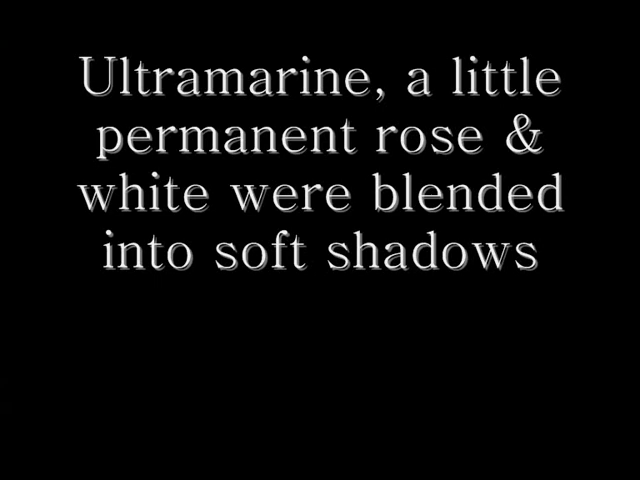 Ultramarine, a little
permanent rose &
white were blended
into soft shadows